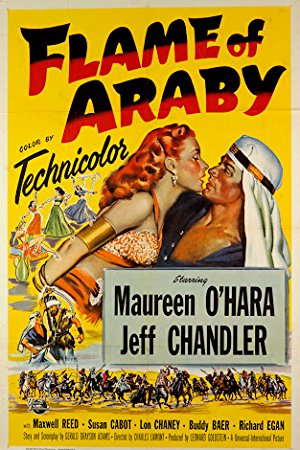 FLAME OF
ARABY
COLOR BY
Technicolor
Starring
Maureen O'HARA
Jeff CHANDLER
with Maxwell REED · Susan CABOT · Lon CHANEY · Buddy BAER · Richard EGAN
Story and Screenplay by GERALD DRAYSON ADAMS · Directed by CHARLES LAMONT · Produced by LEONARD GOLDSTEIN · A Universal-International Picture